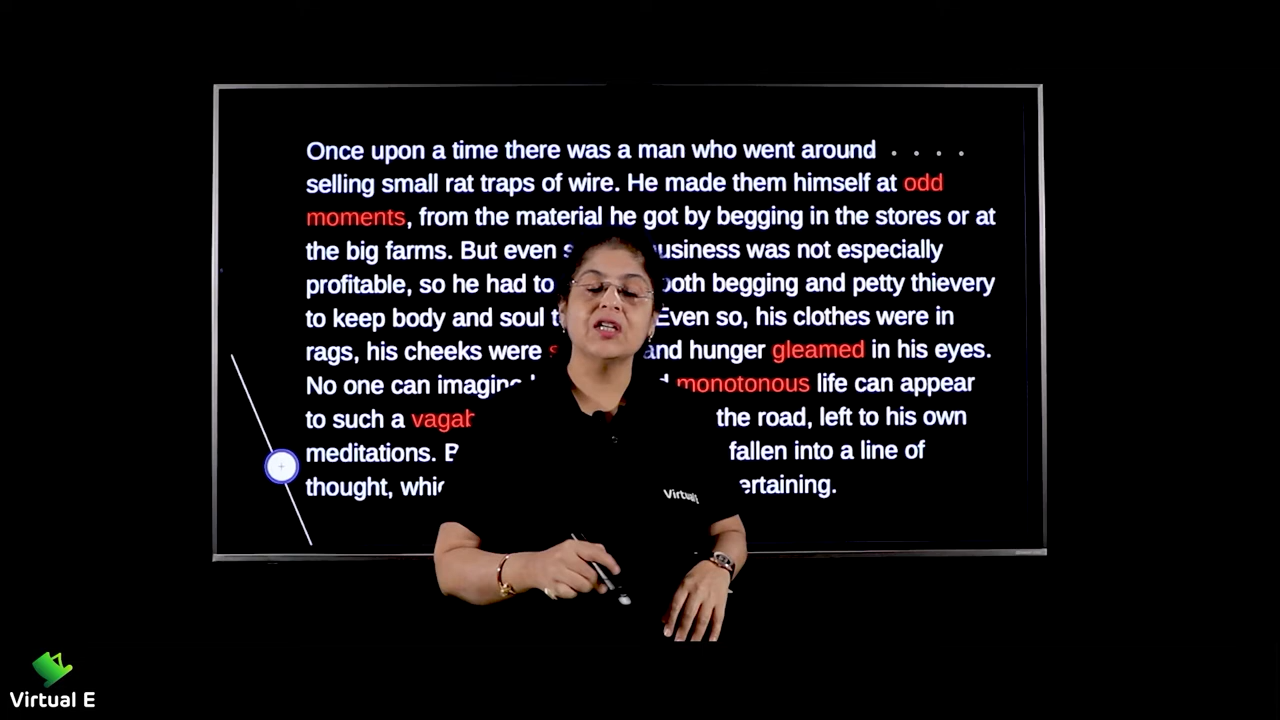 Once upon a time there was a man who went around . . . .
selling small rat traps of wire. He made them himself at odd
moments, from the material he got by begging in the stores or at
the big farms. But even was not especially
profitable, so he had to begging and petty thievery
to keep body and soul Even so, his clothes were in
rags, his cheeks were and hunger gleamed in his eyes.
No one can imagine monotonous life can appear
to such a the road, left to his own
meditations. fallen into a line of
thought,
Virtual E
Virtual E